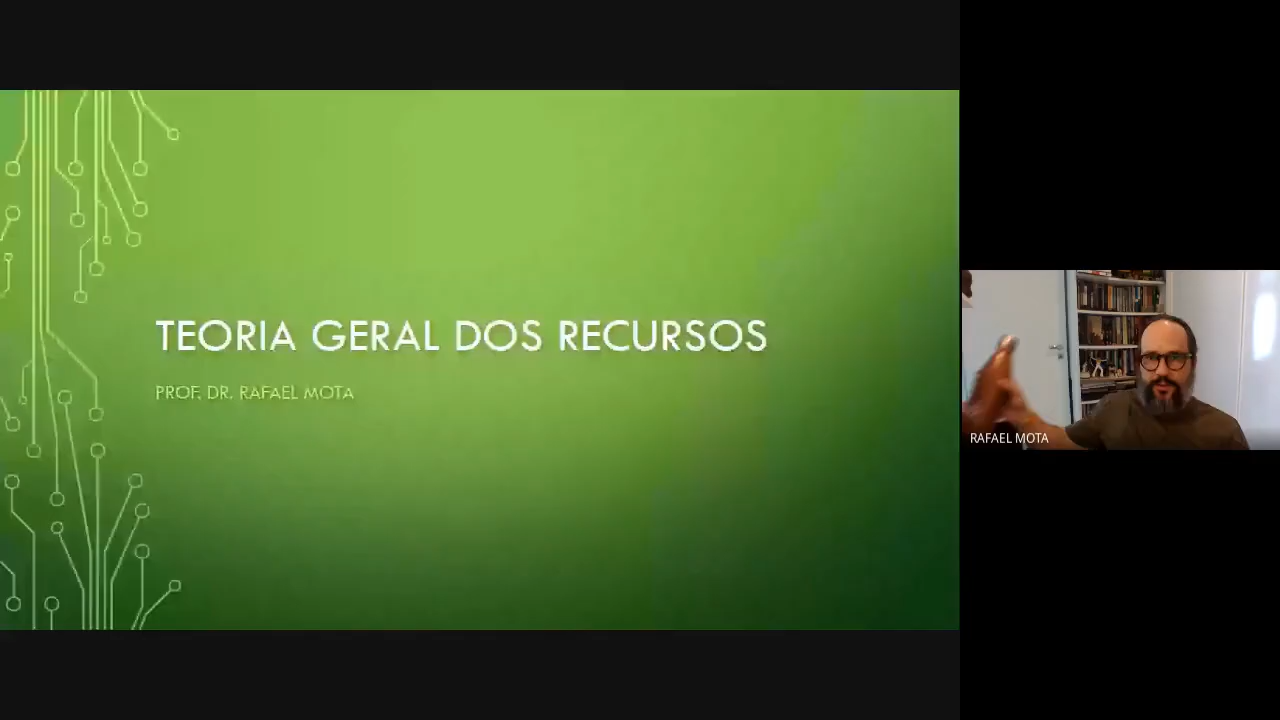 TEORIA GERAL DOS RECURSOS
PROF. DR. RAFAEL MOTA
RAFAEL MOTA